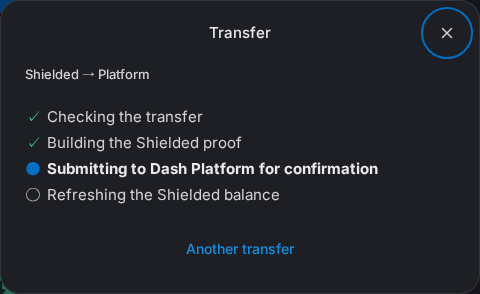 Transfer
Shielded → Platform
✓ Checking the transfer
✓ Building the Shielded proof
Submitting to Dash Platform for confirmation
Refreshing the Shielded balance
Another transfer